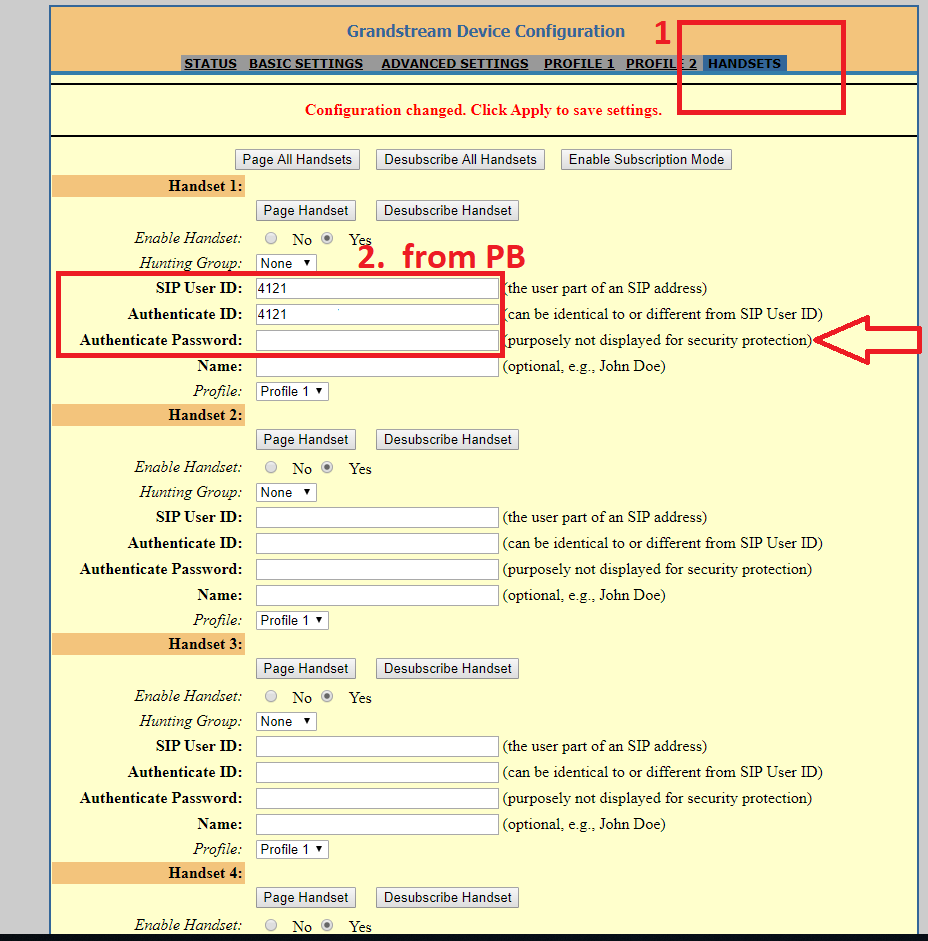 Grandstream Device Configuration 1
STATUS BASIC SETTINGS ADVANCED SETTINGS PROFILE 1 PROFILE 2 HANDSETS
Configuration changed. Click Apply to save settings.
Page All Handsets Desubscribe All Handsets Enable Subscription Mode
Handset 1:
Page Handset Desubscribe Handset
Enable Handset: No Yes
Hunting Group: None 2. from PB
SIP User ID: 4121 (the user part of an SIP address)
Authenticate ID: 4121 (can be identical to or different from SIP User ID)
Authenticate Password: (purposely not displayed for security protection)
Name: (optional, e.g., John Doe)
Profile: Profile 1
Handset 2:
Page Handset Desubscribe Handset
Enable Handset: No Yes
Hunting Group: None
SIP User ID: (the user part of an SIP address)
Authenticate ID: (can be identical to or different from SIP User ID)
Authenticate Password: (purposely not displayed for security protection)
Name: (optional, e.g., John Doe)
Profile: Profile 1
Handset 3:
Page Handset Desubscribe Handset
Enable Handset: No Yes
Hunting Group: None
SIP User ID: (the user part of an SIP address)
Authenticate ID: (can be identical to or different from SIP User ID)
Authenticate Password: (purposely not displayed for security protection)
Name: (optional, e.g., John Doe)
Profile: Profile 1
Handset 4:
Page Handset Desubscribe Handset
Enable Handset: No Yes